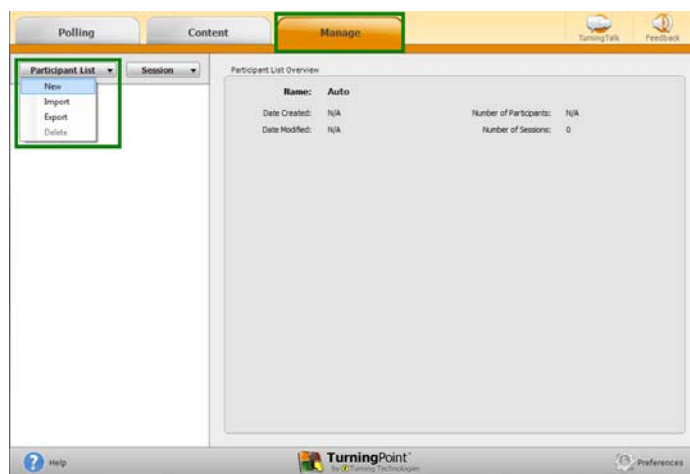 Polling Content Manage TurningTalk Feedback
Participant List Session Participant List Overview
New
Import
Export
Delete
Name: Auto
Date Created: N/A Number of Participants: N/A
Date Modified: N/A Number of Sessions: 0
Help TurningPoint Preferences
by Turning Technologies